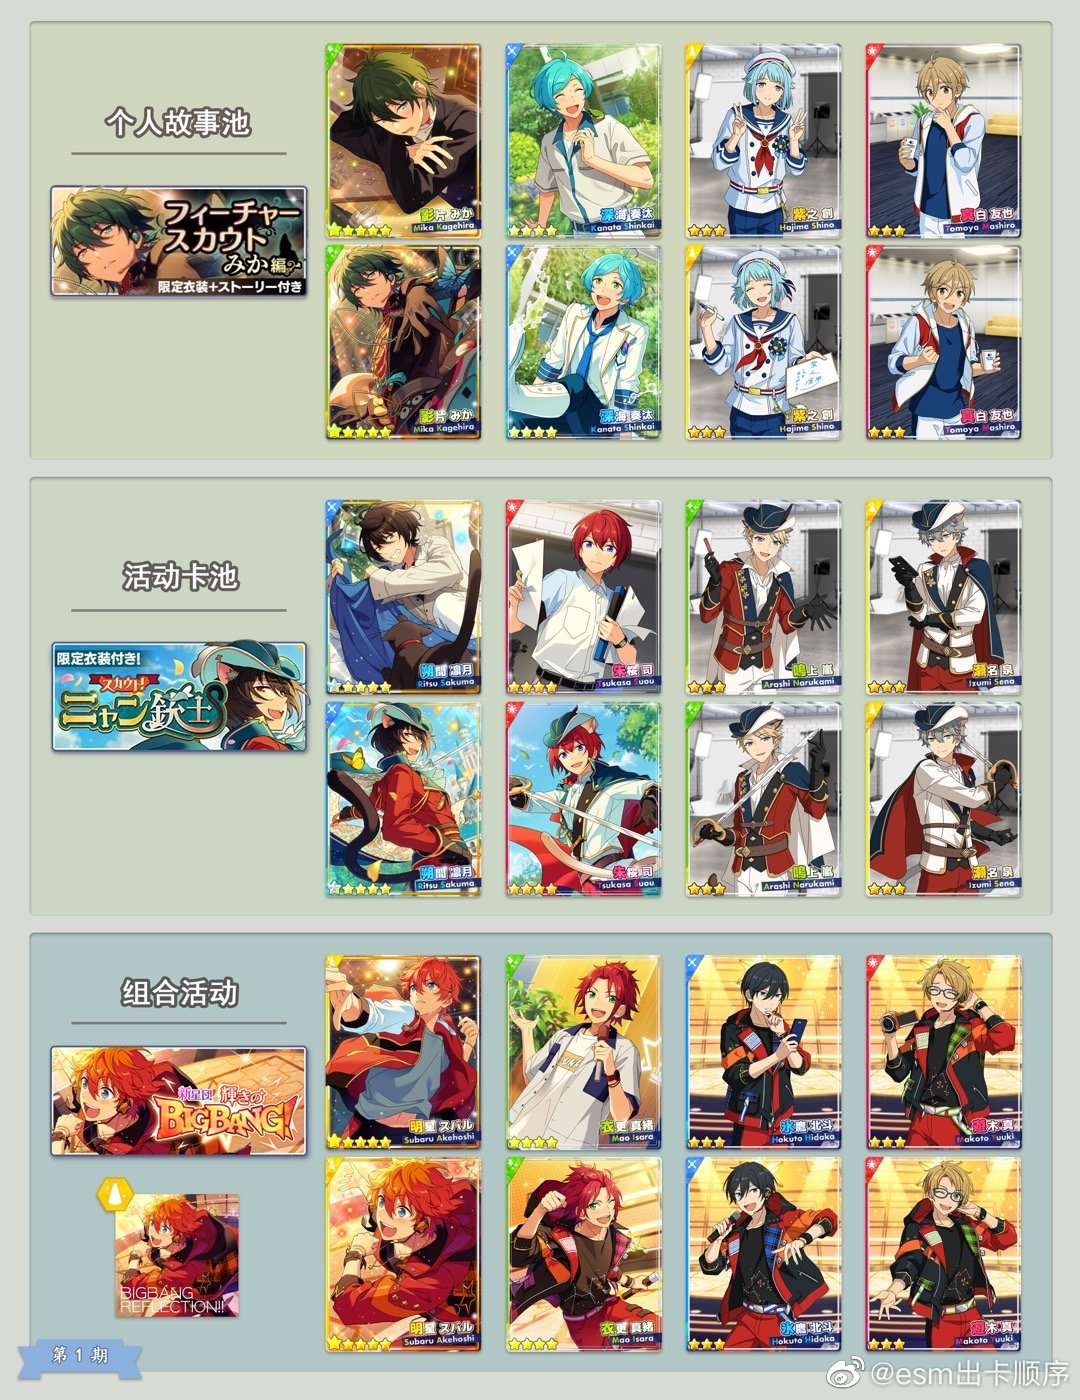 个人故事池
フィーチャー
スカウト
みか編
限定衣装+ストーリー付き
影片 みか
Mika Kagehira
深海 奏汰
Kanata Shinkai
紫之 創
Hajime Shino
真白 友也
Tomoya Mashiro
影片 みか
Mika Kagehira
深海 奏汰
Kanata Shinkai
紫之 創
Hajime Shino
真白 友也
Tomoya Mashiro
活动卡池
限定衣装付き!
スカウト!
ニャン銃士
朔間 凛月
Ritsu Sakuma
朱桜 司
Tsukasa Suou
鳴上 嵐
Arashi Narukami
瀬名 泉
Izumi Sena
朔間 凛月
Ritsu Sakuma
朱桜 司
Tsukasa Suou
鳴上 嵐
Arashi Narukami
瀬名 泉
Izumi Sena
组合活动
新星団!輝きの
BIGBANG!
BIGBANG
REFLECTION!!
明星 スバル
Subaru Akehoshi
衣更 真緒
Mao Isara
氷鷹 北斗
Hokuto Hidaka
遊木 真
Makoto Yuuki
明星 スバル
Subaru Akehoshi
衣更 真緒
Mao Isara
氷鷹 北斗
Hokuto Hidaka
遊木 真
Makoto Yuuki
第 1 期
@esm出卡顺序